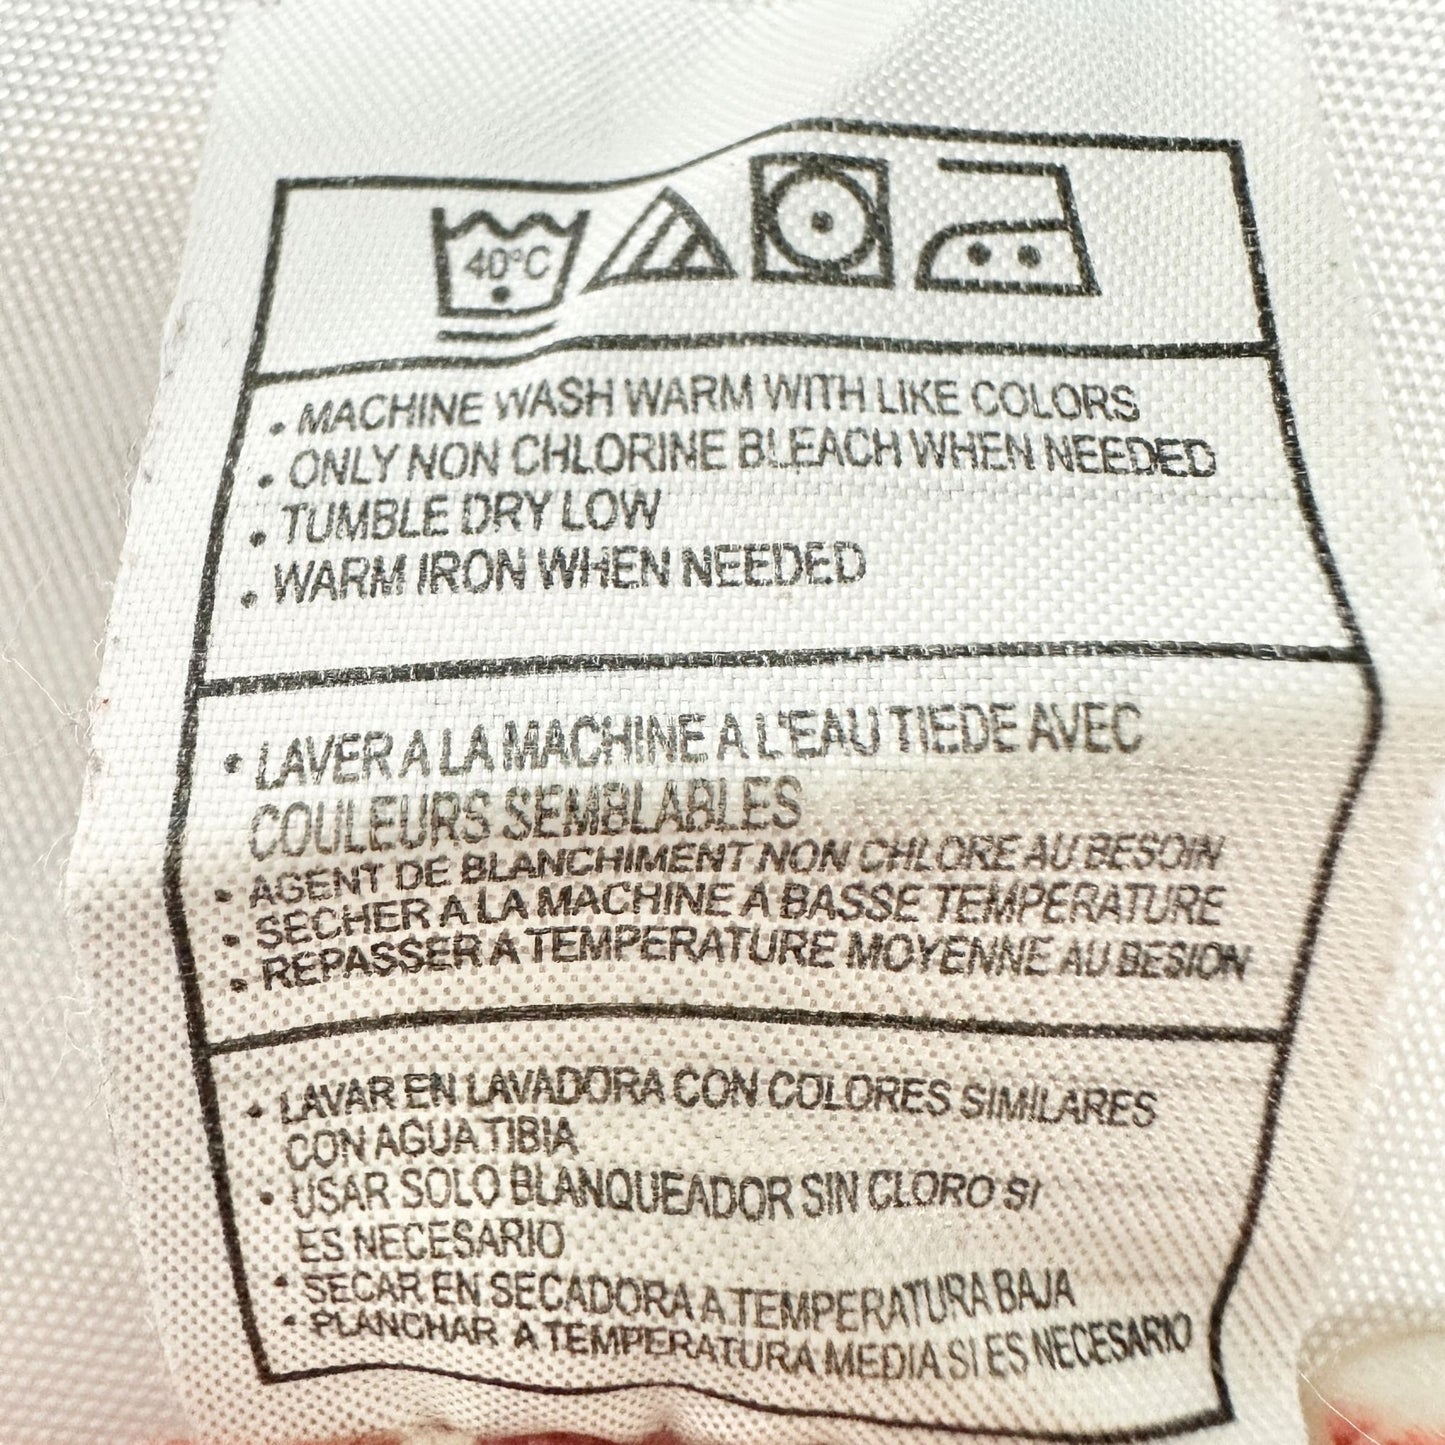 40°C
• MACHINE WASH WARM WITH LIKE COLORS
• ONLY NON CHLORINE BLEACH WHEN NEEDED
• TUMBLE DRY LOW
• WARM IRON WHEN NEEDED
• LAVER A LA MACHINE A L'EAU TIEDE AVEC
COULEURS SEMBLABLES
• AGENT DE BLANCHIMENT NON CHLORE AU BESOIN
• SECHER A LA MACHINE A BASSE TEMPERATURE
• REPASSER A TEMPERATURE MOYENNE AU BESION
• LAVAR EN LAVADORA CON COLORES SIMILARES
CON AGUA TIBIA
• USAR SOLO BLANQUEADOR SIN CLORO SI
ES NECESARIO
• SECAR EN SECADORA A TEMPERATURA BAJA
• PLANCHAR A TEMPERATURA MEDIA SI ES NECESARIO